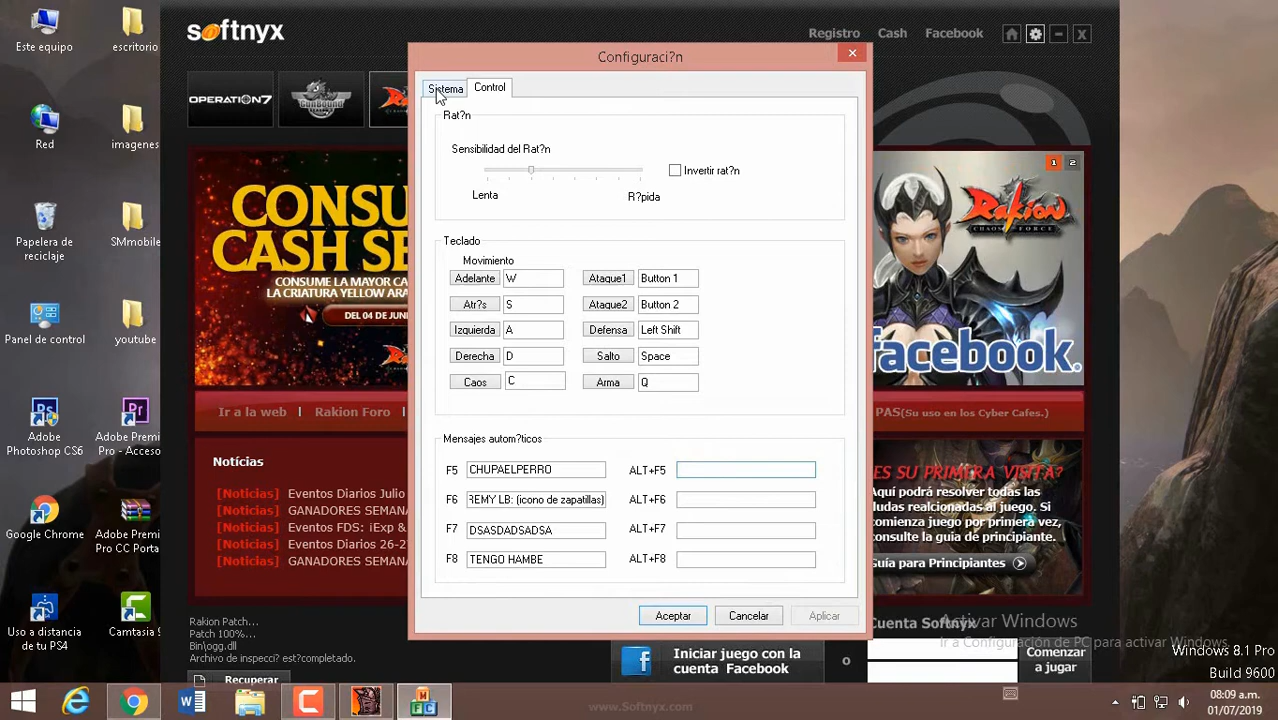 Este equipo
escritorio
Red
imagenes
Papelera de
reciclaje
SMmobile
Panel de control
youtube
Adobe
Photoshop CS6
Adobe Premi
Pro - Acceso
Google Chrome
Adobe Premi
Pro CC Porta
Uso a distancia
de tu PS4
Camtasia 9
softnyx
Registro
Cash
Facebook
OPERATION7
GUNBOUND
CONSU
CASH SE
CONSUME LA MAYOR CA
LA CRIATURA YELLOW ARA
DEL 04 DE JUNI
1
2
Rakion
CHAOS FORCE
facebook.
Ir a la web
Rakion Foro
PAS(Su uso en los Cyber Cafes.)
Notícias
[Noticias] Eventos Diarios Julio
[Noticias] GANADORES SEMANA
[Noticias] Eventos FDS: iExp &
[Noticias] Eventos Diarios 26-2
[Noticias] GANADORES SEMANA
¿ES SU PRIMERA VISITA?
Aquí podrá resolver todas las
dudas realcionadas al juego. Si
comienza juego por priniera vez,
consulte la guía de principiante.
Guía para Principiantes
Rakion Patch...
Patch 100%...
Bin\ogg.dll
Archivo de inspecci? est?completado.
Recuperar
Iniciar juego con la
cuenta Facebook
o
Cuenta Softnyx
Comenzar
a jugar
www.Softnyx.com
Configuraci?n
Sistema
Control
Rat?n
Sensibilidad del Rat?n
Invertir rat?n
Lenta
R?pida
Teclado
Movimiento
Adelante W Ataque1 Button 1
Atr?s S Ataque2 Button 2
Izquierda A Defensa Left Shift
Derecha D Salto Space
Caos C Arma Q
Mensajes autom?ticos
F5 CHUPAELPERRO ALT+F5
F6 REMY LB: (icono de zapatillas) ALT+F6
F7 DSASDADSADSA ALT+F7
F8 TENGO HAMBE ALT+F8
Aceptar
Cancelar
Aplicar
Activar Windows
Ir a Configuración de PC para activar Windows.
Windows 8.1 Pro
Build 9600
08:09 a.m.
01/07/2019